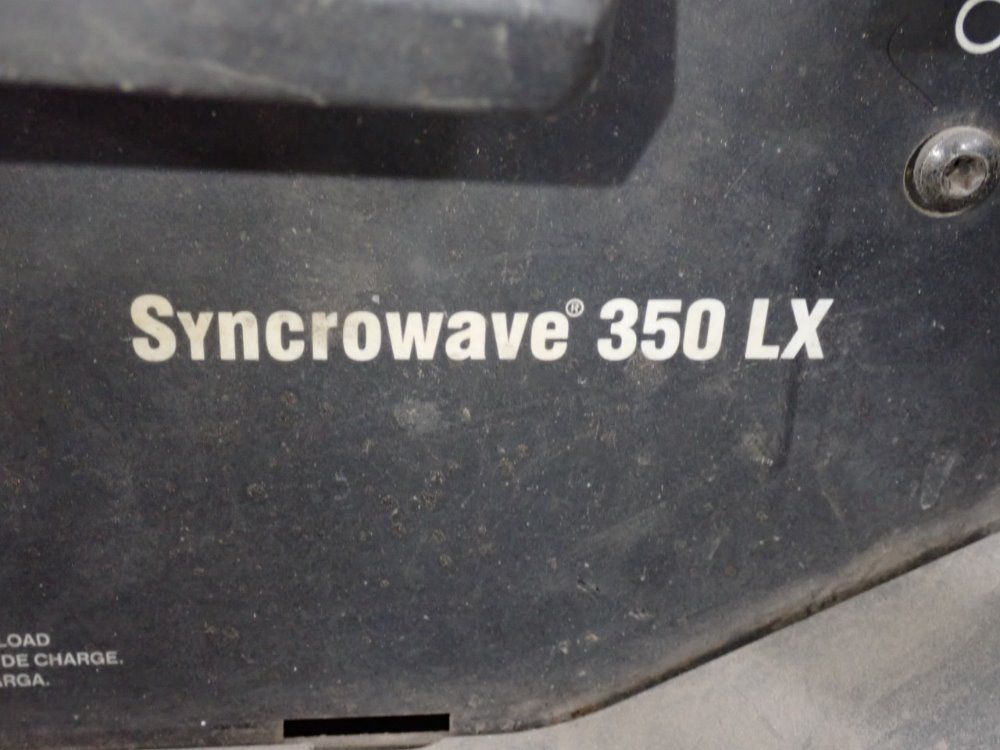 Syncrowave® 350 LX
LOAD
DE CHARGE.
ARGA.